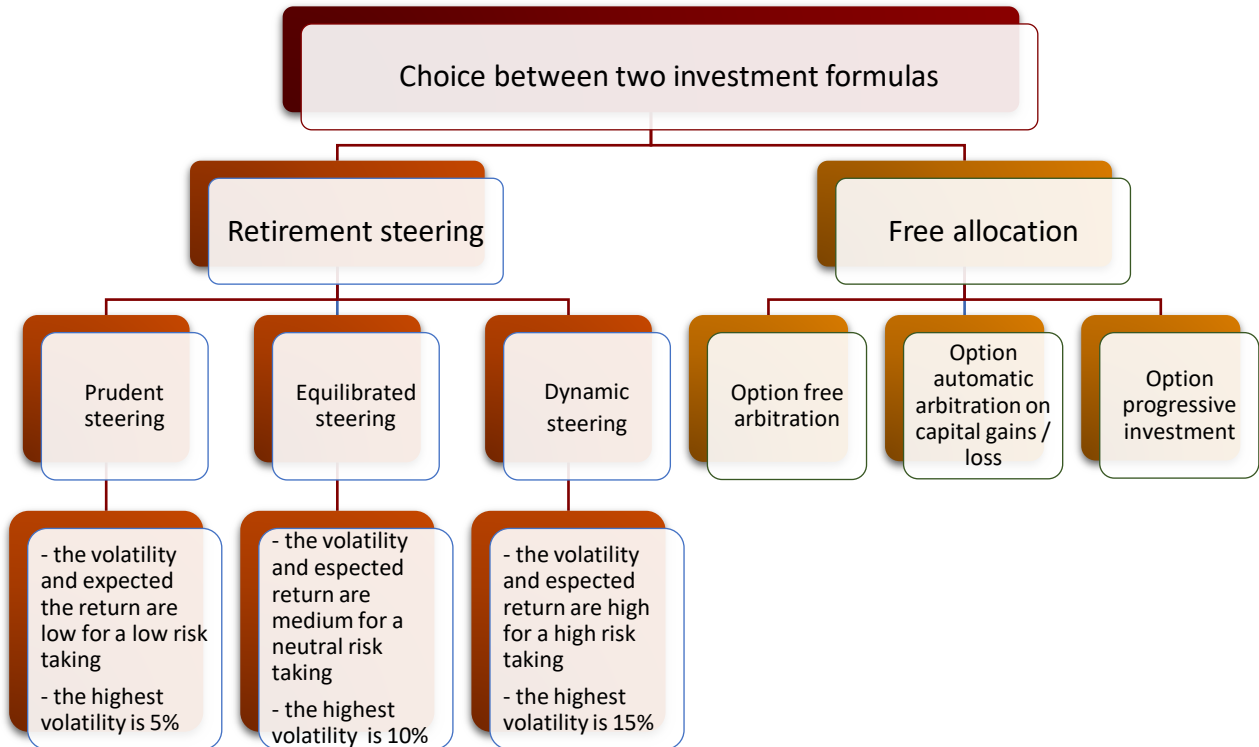 Choice between two investment formulas
Retirement steering
Free allocation
Prudent
steering
Equilibrated
steering
Dynamic
steering
Option free
arbitration
Option
automatic
arbitration on
capital gains /
loss
Option
progressive
investment
- the volatility
and expected
the return are
low for a low risk
taking
- the highest
volatility is 5%
- the volatility
and espected
return are
medium for a
neutral risk
taking
- the highest
volatility is 10%
- the volatility
and espected
return are high
for a high risk
taking
- the highest
volatility is 15%